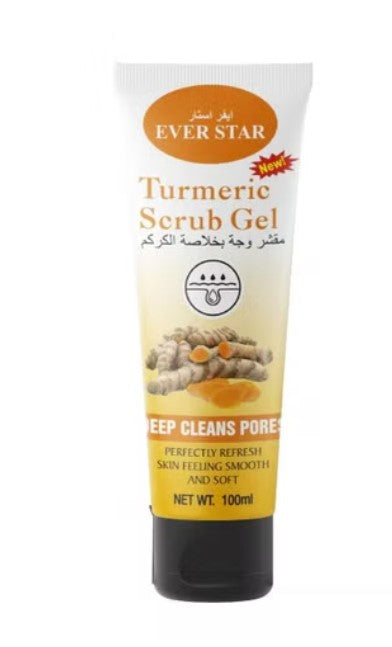 ايفر استار
EVER STAR
New!
Turmeric
Scrub Gel
مقشر وجة بخلاصة الكركم
EEP CLEANS PORES
PERFECTLY REFRESH
SKIN FEELING SMOOTH
AND SOFT
NET WT. 100ml